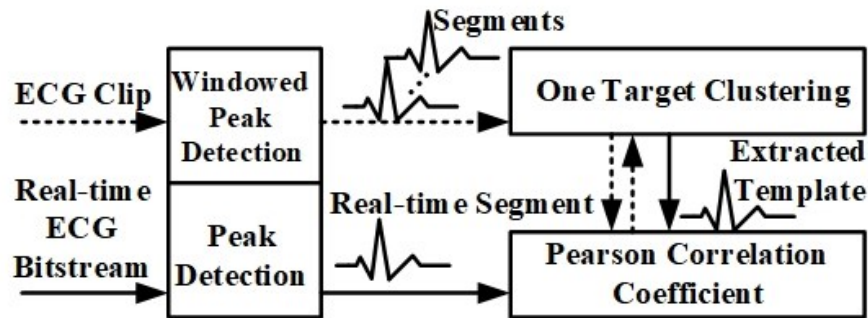 Segments
ECG Clip
Windowed
Peak
Detection
One Target Clustering
Extracted
Template
Real-time
ECG
Bitstream
Peak
Detection
Real-time Segment
Pearson Correlation
Coefficient